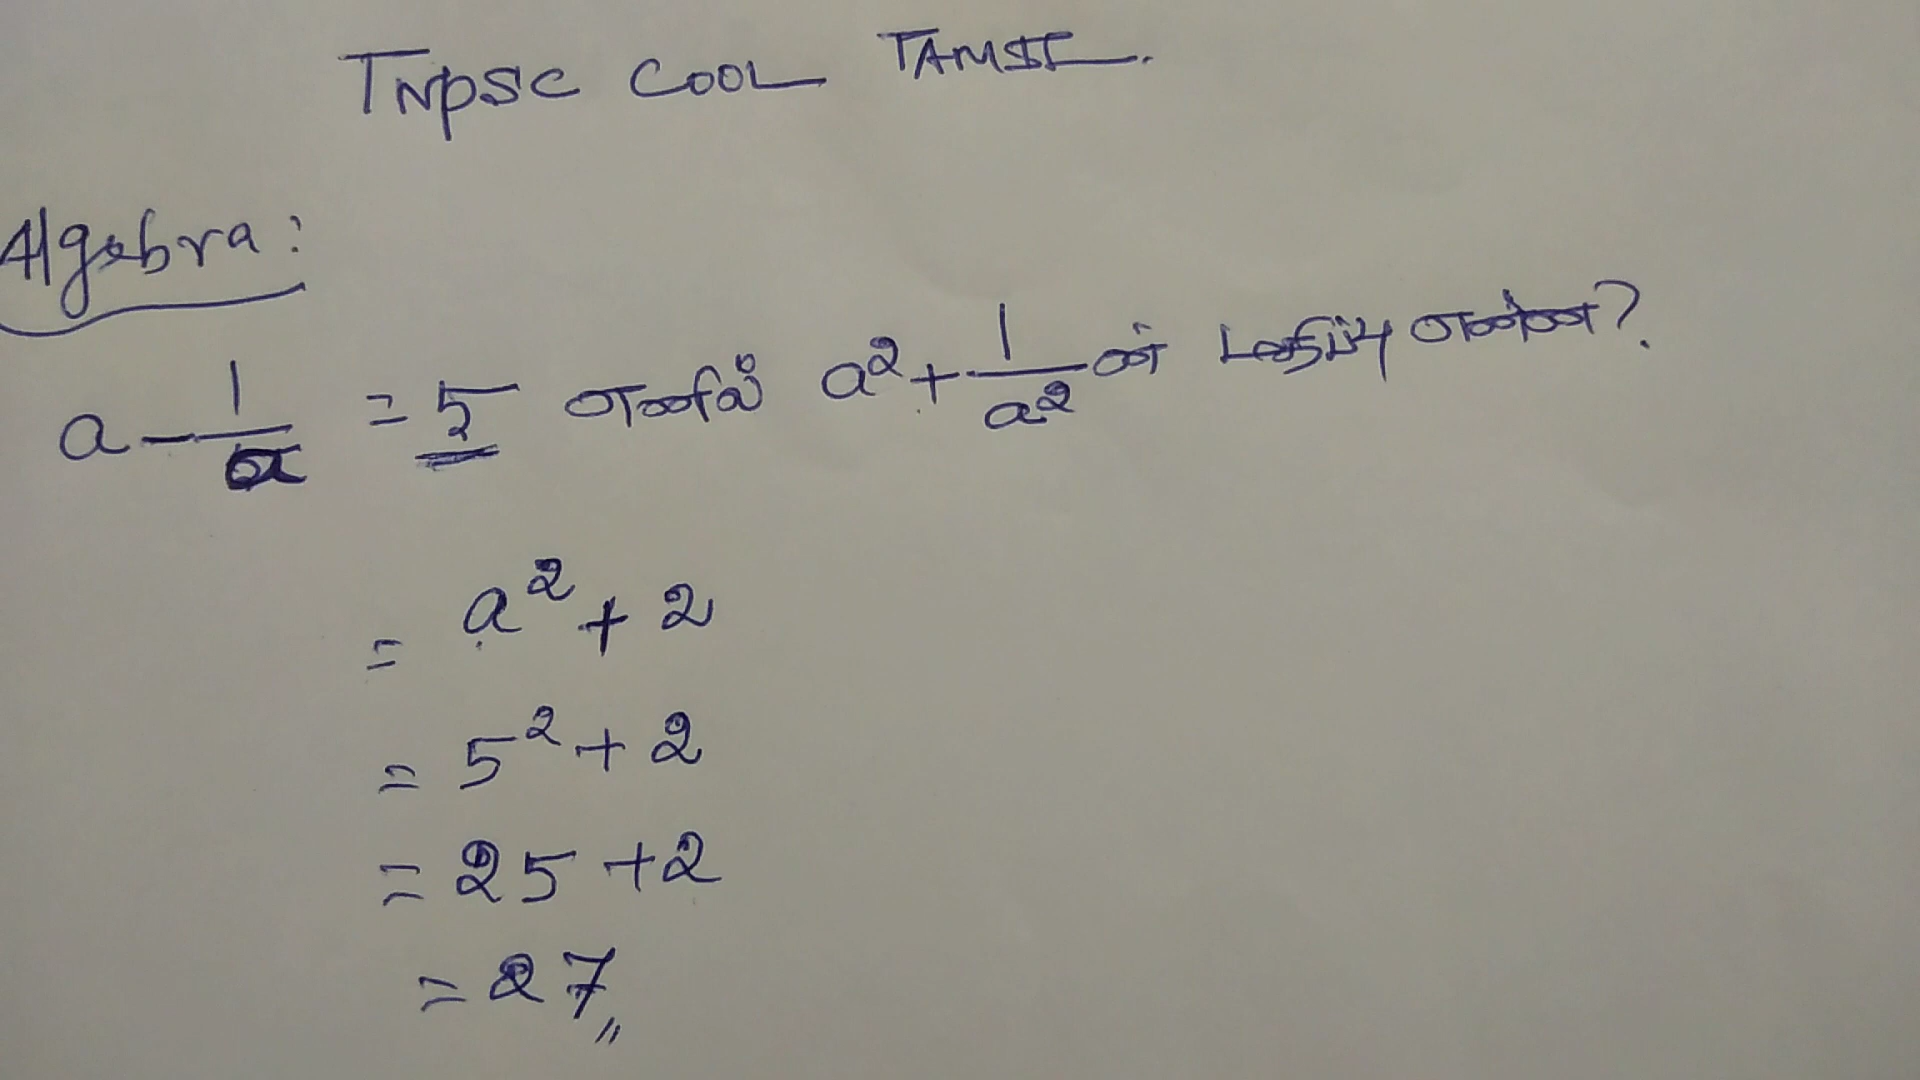 TNPSC COOL TAMIL.
Algebra:
a - 1/a = 5 எனில் a² + 1/a² ன் மதிப்பு என்ன?
= a² + 2
= 5² + 2
= 25 + 2
= 27,,